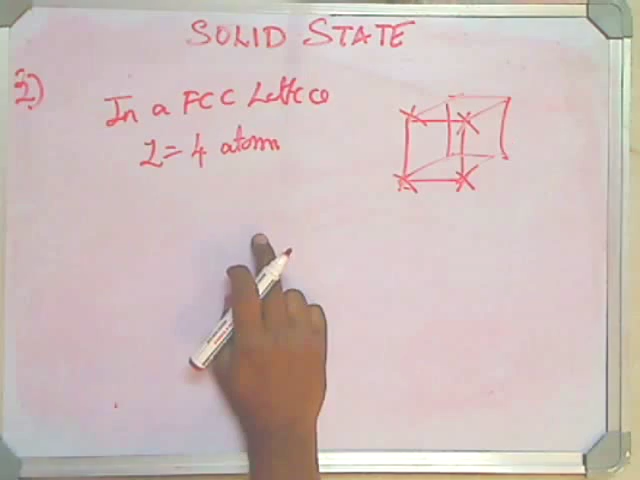 SOLID STATE
2)
In a FCC Lattice
Z = 4 atom